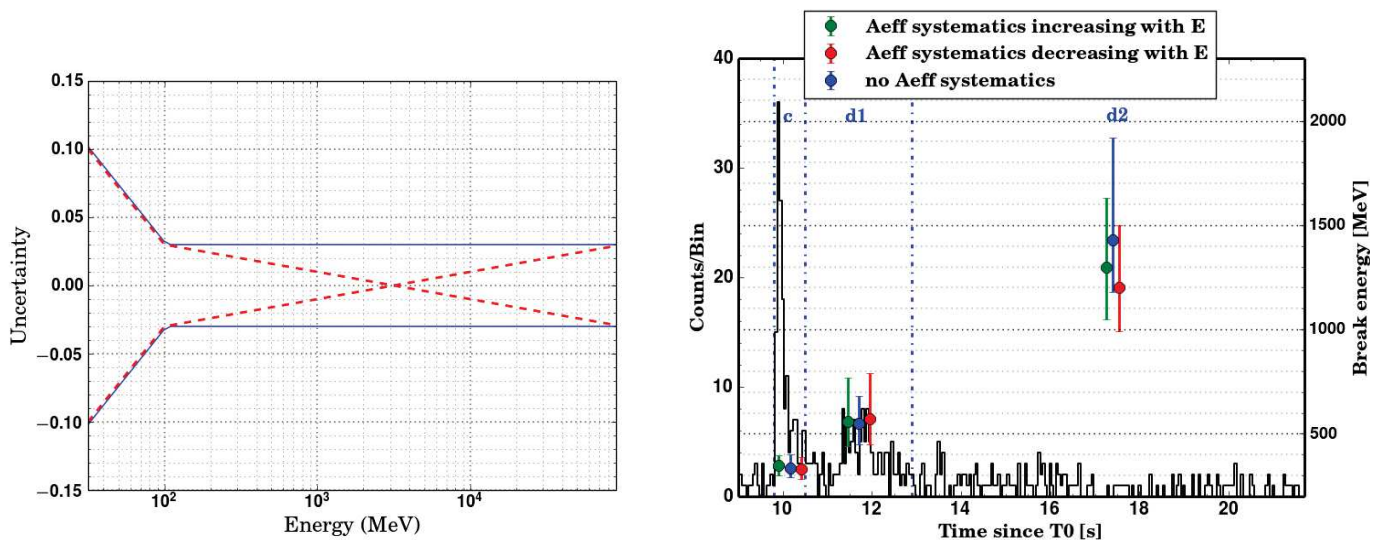 0.15
0.10
0.05
0.00
−0.05
−0.10
−0.15
Uncertainty
10²
10³
10⁴
Energy (MeV)
Aeff systematics increasing with E
Aeff systematics decreasing with E
no Aeff systematics
c
d1
d2
40
30
20
10
0
Counts/Bin
2000
1500
1000
500
Break energy [MeV]
10
12
14
16
18
20
Time since T0 [s]